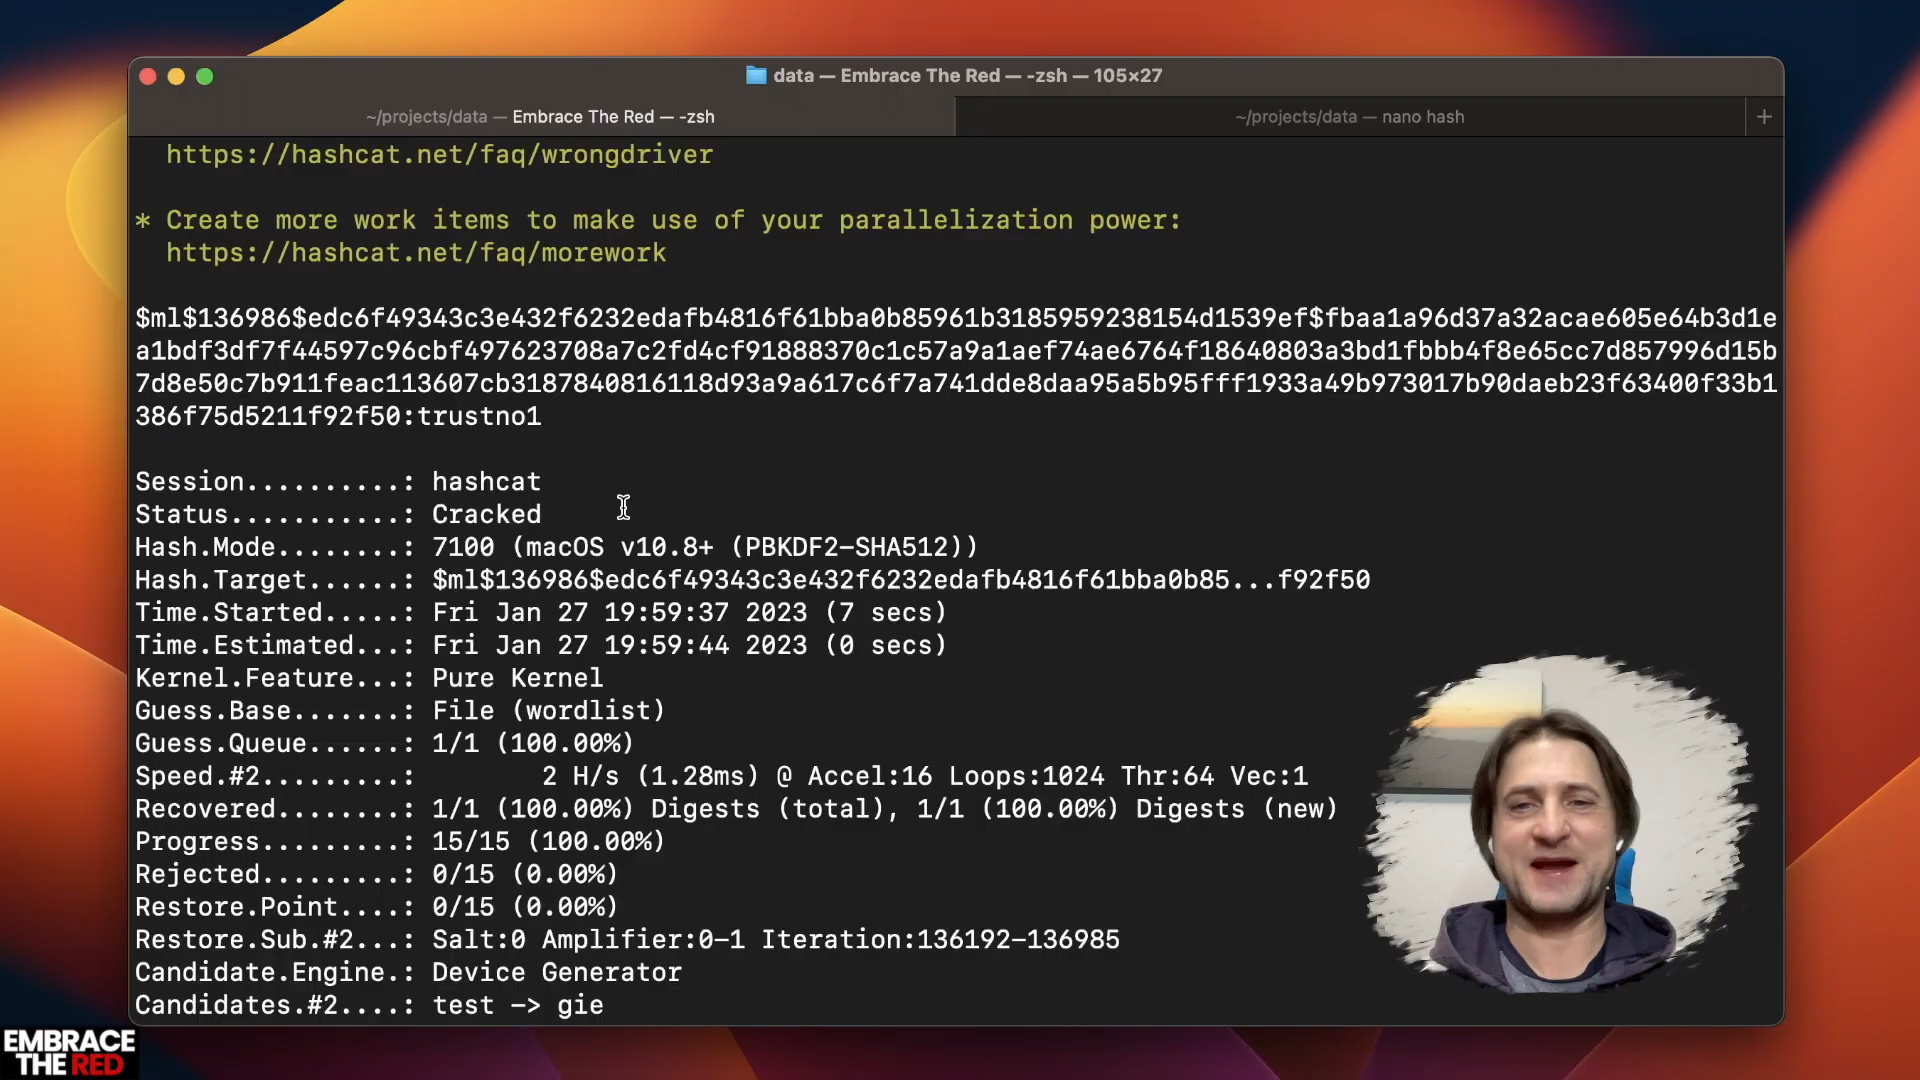 data — Embrace The Red — -zsh — 105×27
~/projects/data — Embrace The Red — -zsh
~/projects/data — nano hash
+
https://hashcat.net/faq/wrongdriver
* Create more work items to make use of your parallelization power:
https://hashcat.net/faq/morework
$ml$136986$edc6f49343c3e432f6232edafb4816f61bba0b85961b3185959238154d1539ef$fbaa1a96d37a32acae605e64b3d1e
a1bdf3df7f44597c96cbf497623708a7c2fd4cf91888370c1c57a9a1aef74ae6764f18640803a3bd1fbbb4f8e65cc7d857996d15b
7d8e50c7b911feac113607cb3187840816118d93a9a617c6f7a741dde8daa95a5b95fff1933a49b973017b90daeb23f63400f33b1
386f75d5211f92f50:trustno1
Session..........: hashcat
Status...........: Cracked
Hash.Mode........: 7100 (macOS v10.8+ (PBKDF2-SHA512))
Hash.Target......: $ml$136986$edc6f49343c3e432f6232edafb4816f61bba0b85...f92f50
Time.Started.....: Fri Jan 27 19:59:37 2023 (7 secs)
Time.Estimated...: Fri Jan 27 19:59:44 2023 (0 secs)
Kernel.Feature...: Pure Kernel
Guess.Base.......: File (wordlist)
Guess.Queue......: 1/1 (100.00%)
Speed.#2.........:        2 H/s (1.28ms) @ Accel:16 Loops:1024 Thr:64 Vec:1
Recovered........: 1/1 (100.00%) Digests (total), 1/1 (100.00%) Digests (new)
Progress.........: 15/15 (100.00%)
Rejected.........: 0/15 (0.00%)
Restore.Point....: 0/15 (0.00%)
Restore.Sub.#2...: Salt:0 Amplifier:0-1 Iteration:136192-136985
Candidate.Engine.: Device Generator
Candidates.#2....: test -> gie
EMBRACE
THE RED